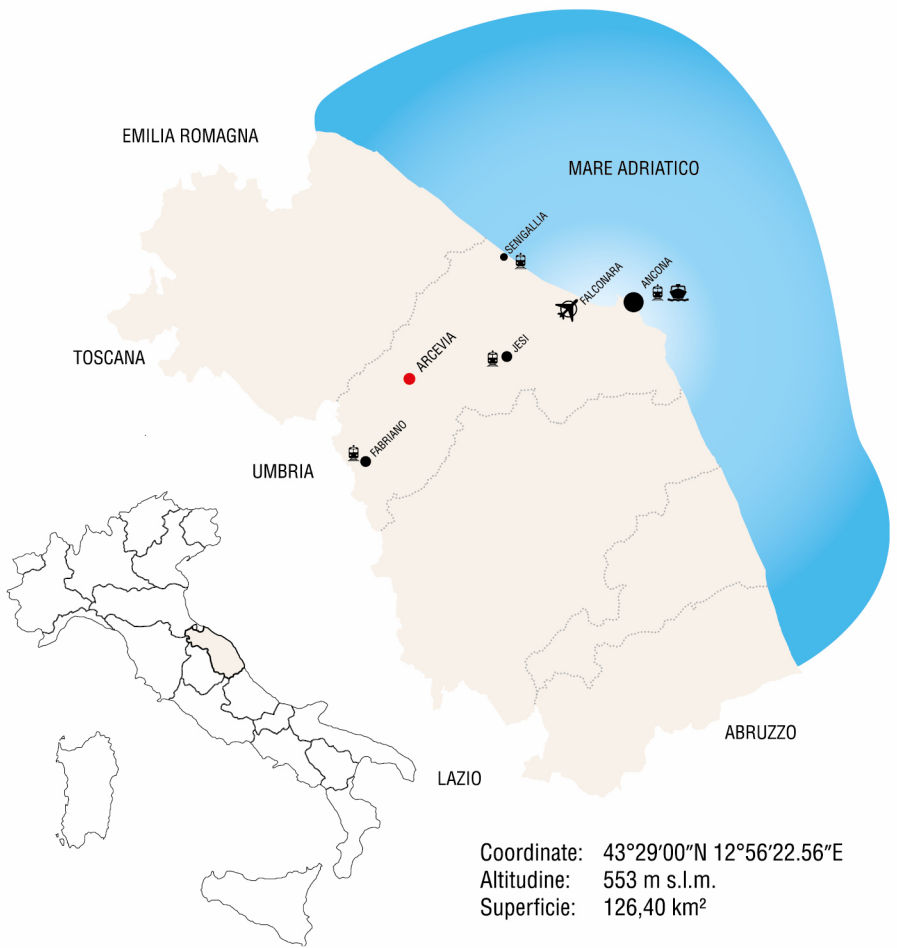 EMILIA ROMAGNA
MARE ADRIATICO
SENIGALLIA
FALCONARA
ANCONA
JESI
ARCEVIA
TOSCANA
FABRIANO
UMBRIA
ABRUZZO
LAZIO
Coordinate: 43°29′00″N 12°56′22.56″E
Altitudine: 553 m s.l.m.
Superficie: 126,40 km²